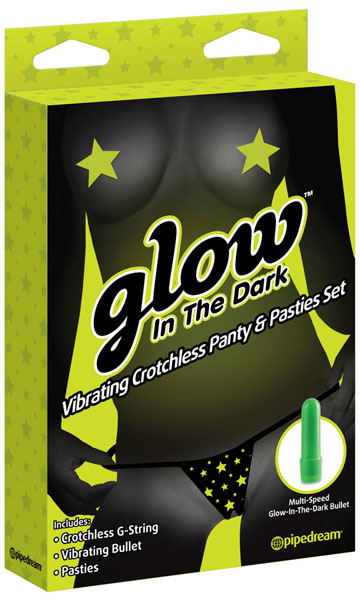 glow™
In The Dark
Vibrating Crotchless Panty & Pasties Set
Includes:
• Crotchless G-String
• Vibrating Bullet
• Pasties
Multi-Speed
Glow-In-The-Dark Bullet
pipedream®